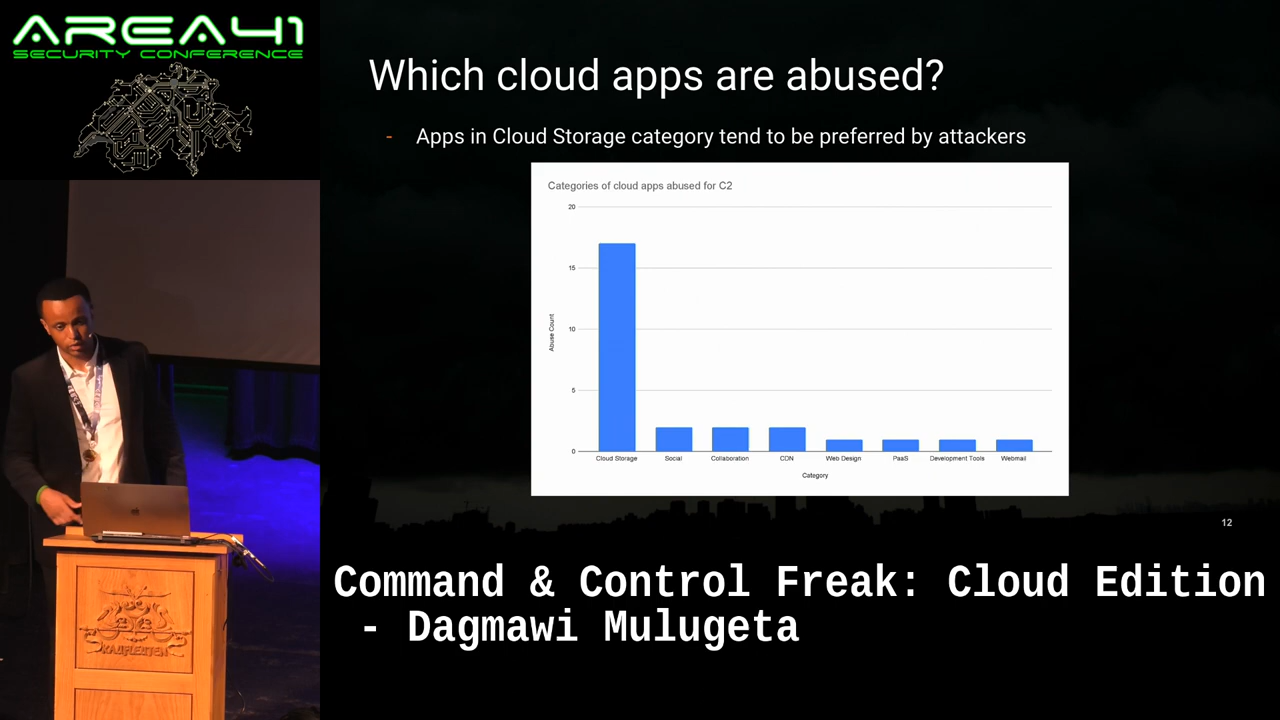 AREA41
SECURITY CONFERENCE
Which cloud apps are abused?
- Apps in Cloud Storage category tend to be preferred by attackers
Categories of cloud apps abused for C2
20
15
10
5
0
Abuse Count
Cloud Storage Social Collaboration CDN Web Design PaaS Development Tools Webmail
Category
12
Command & Control Freak: Cloud Edition
- Dagmawi Mulugeta
KAUFLEUTEN